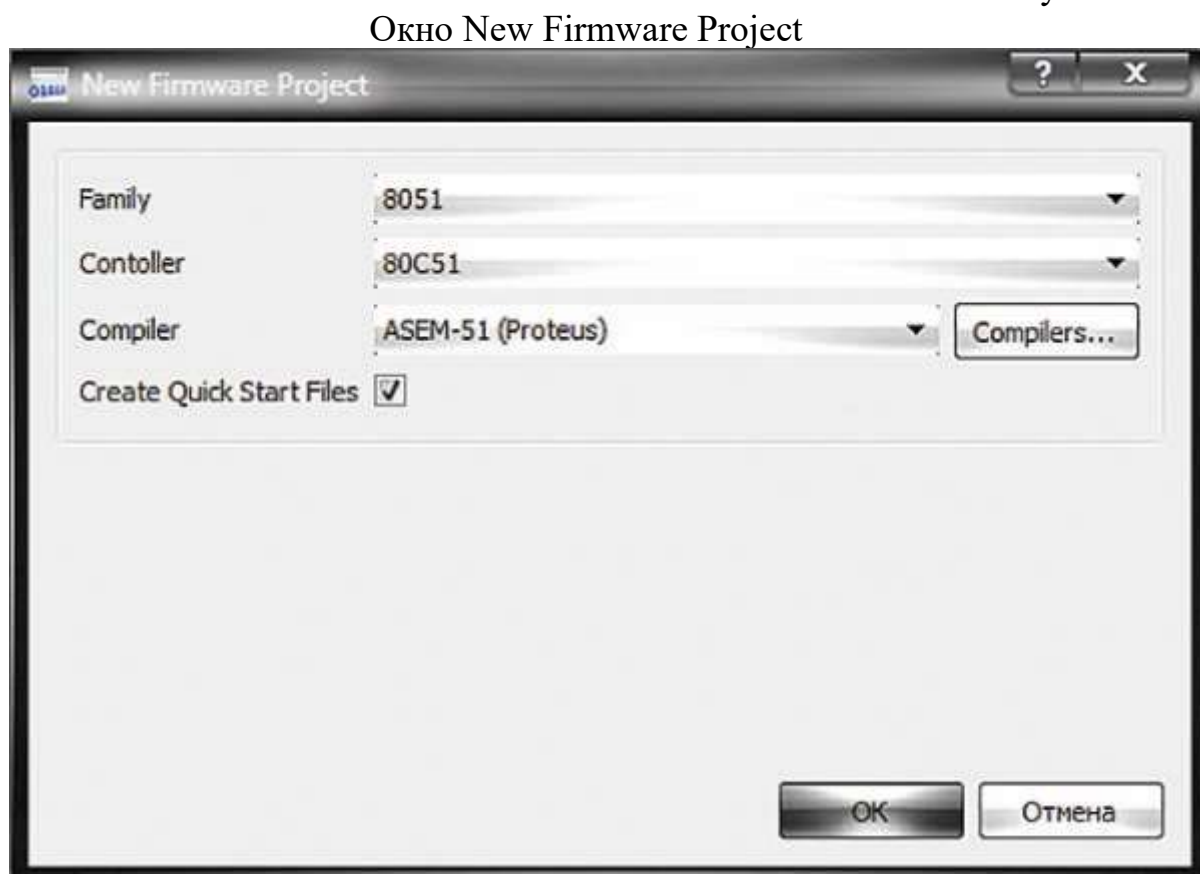 Окно New Firmware Project
New Firmware Project
? X
Family 8051
Contoller 80C51
Compiler ASEM-51 (Proteus) Compilers...
Create Quick Start Files
OK Отмена